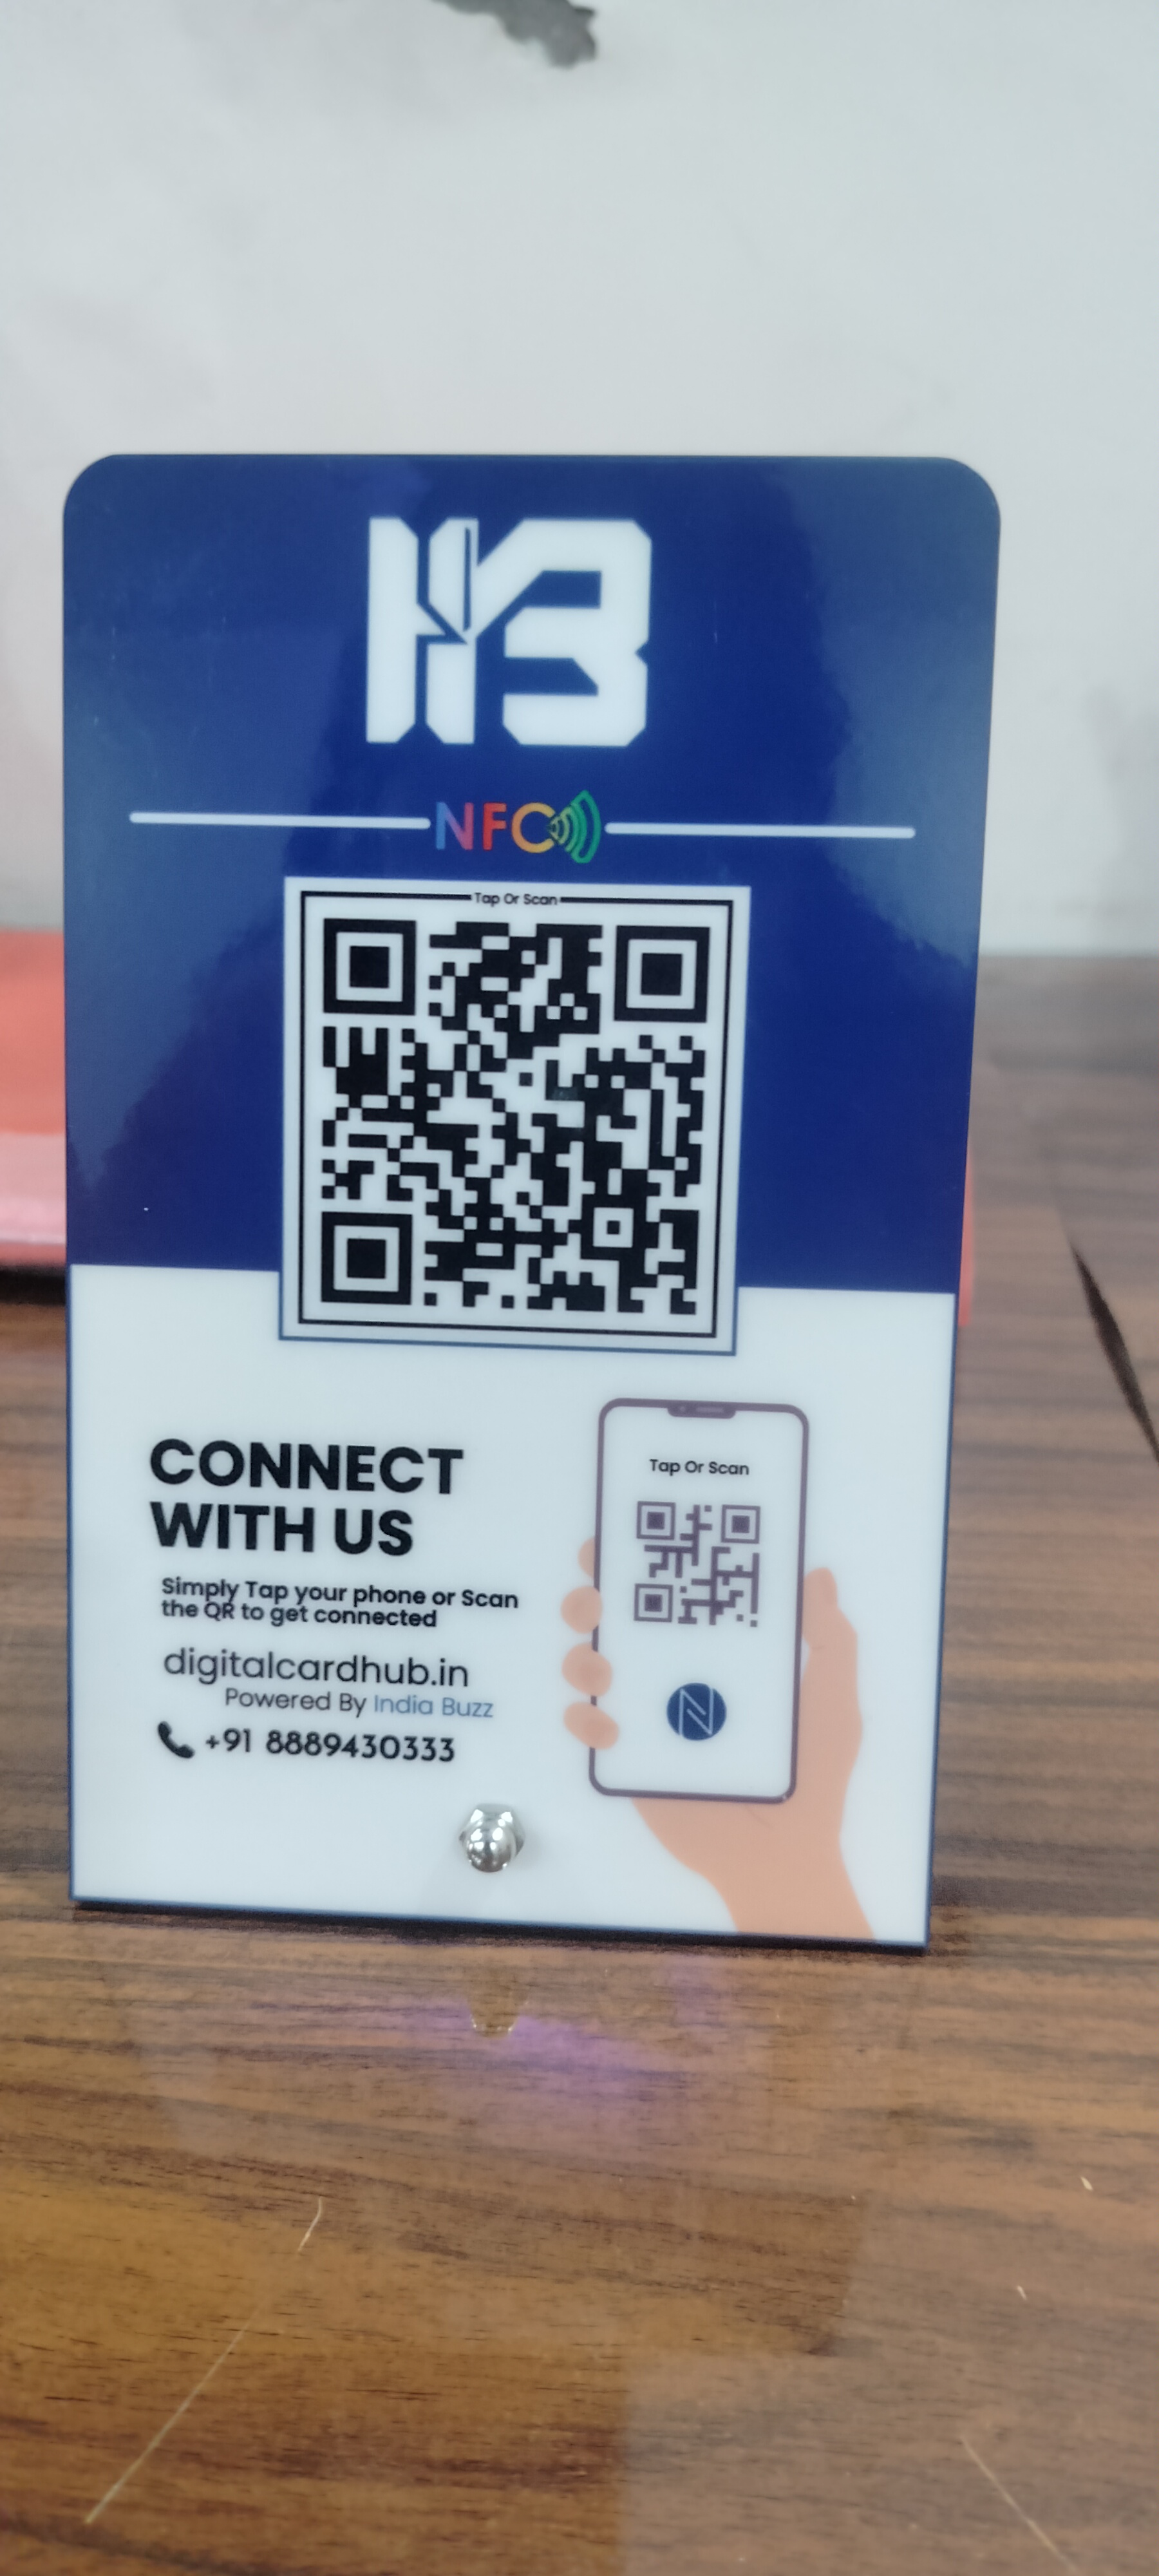 NFC
Tap Or Scan
CONNECT
WITH US
Simply Tap your phone or Scan
the QR to get connected
digitalcardhub.in
Powered By India Buzz
+91 8889430333
Tap Or Scan